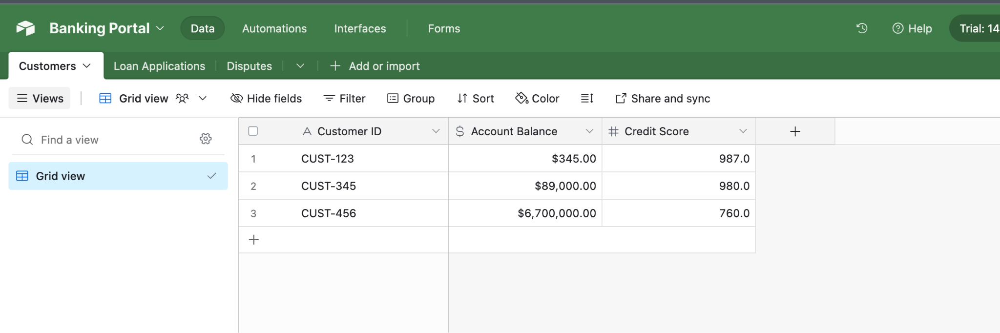 Banking Portal Data Automations Interfaces Forms Help Trial: 14
Customers Loan Applications Disputes Add or import
Views Grid view Hide fields Filter Group Sort Color Share and sync
Find a view
Grid view
Customer ID Account Balance Credit Score
1 CUST-123 $345.00 987.0
2 CUST-345 $89,000.00 980.0
3 CUST-456 $6,700,000.00 760.0